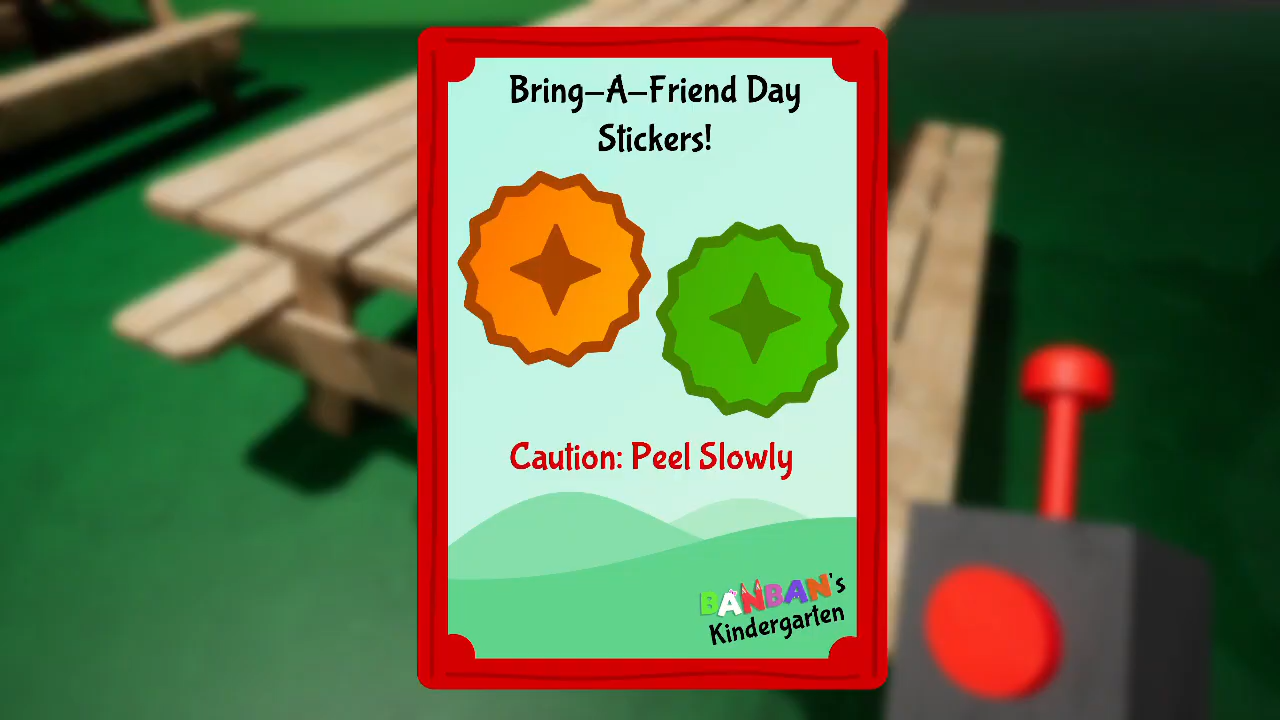 Bring-A-Friend Day
Stickers!
Caution: Peel Slowly
BANBAN's
Kindergarten